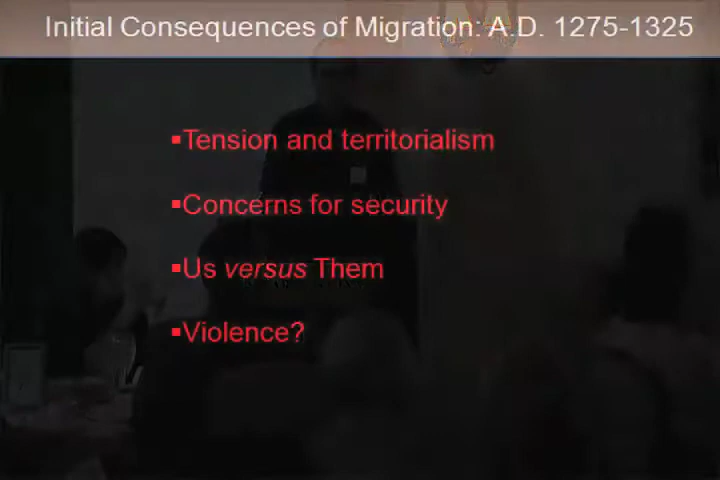 Initial Consequences of Migration: A.D. 1275-1325
▪Tension and territorialism
▪Concerns for security
▪Us versus Them
▪Violence?